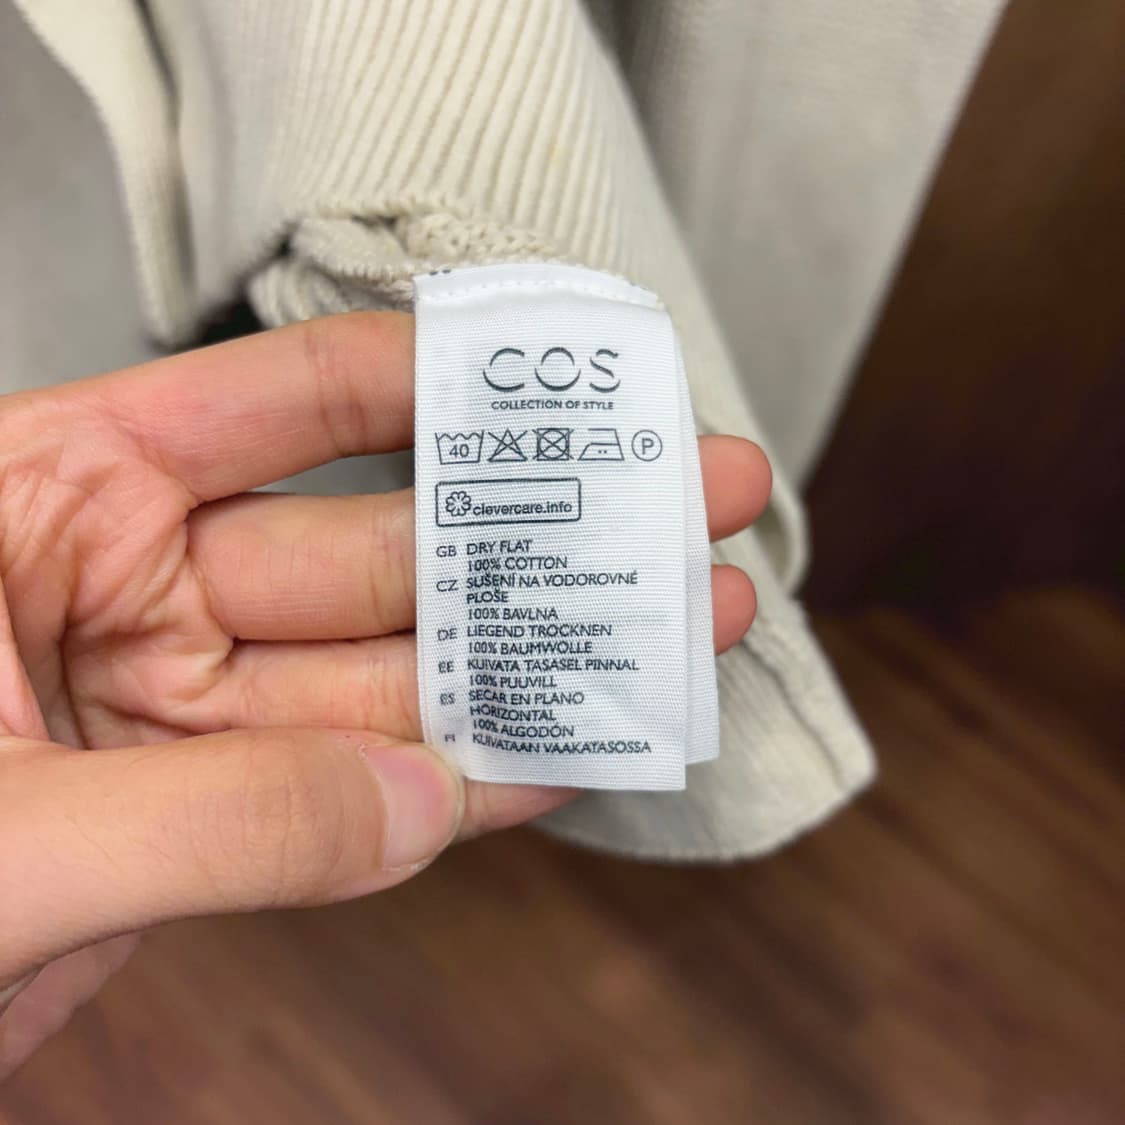 COS
COLLECTION OF STYLE
40
P
clevercare.info
GB DRY FLAT
100% COTTON
CZ SUŠENÍ NA VODOROVNÉ
PLOŠE
100% BAVLNA
DE LIEGEND TROCKNEN
100% BAUMWOLLE
EE KUIVATA TASASEL PINNAL
100% PUUVILL
ES SECAR EN PLANO
HORIZONTAL
100% ALGODÓN
FI KUIVATAAN VAAKATASOSSA